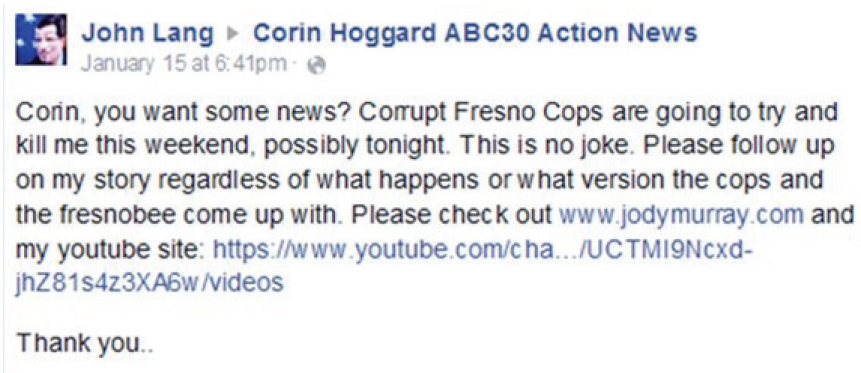 John Lang ▸ Corin Hoggard ABC30 Action News
January 15 at 6:41pm ·
Corin, you want some news? Corrupt Fresno Cops are going to try and
kill me this weekend, possibly tonight. This is no joke. Please follow up
on my story regardless of what happens or what version the cops and
the fresnobee come up with. Please check out www.jodymurray.com and
my youtube site: https://www.youtube.com/cha.../UCTMI9Ncxd-
jhZ81s4z3XA6w/videos
Thank you..